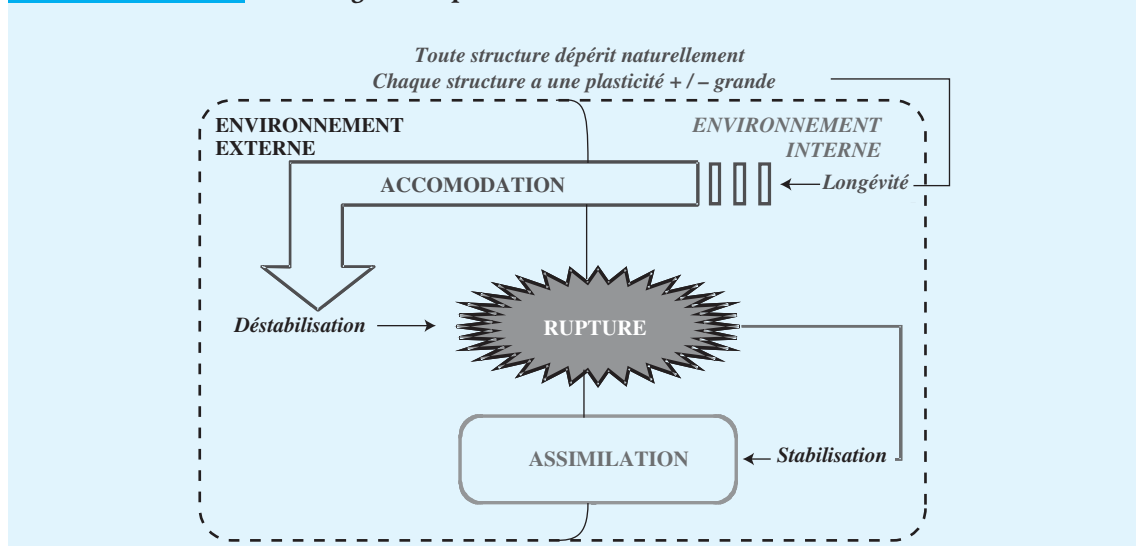 Toute structure dépérit naturellement
Chaque structure a une plasticité + / – grande
ENVIRONNEMENT
EXTERNE
ENVIRONNEMENT
INTERNE
ACCOMODATION
Longévité
Déstabilisation
RUPTURE
ASSIMILATION
Stabilisation